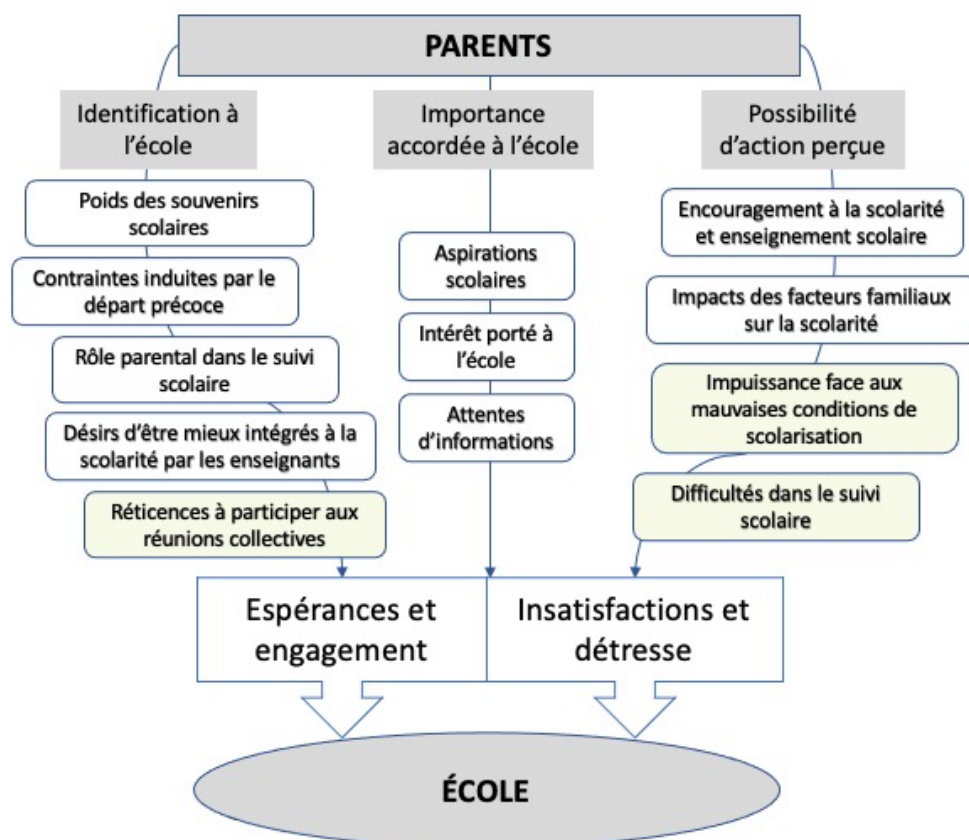 PARENTS
Identification à
l'école
Poids des souvenirs
scolaires
Contraintes induites par le
départ précoce
Rôle parental dans le suivi
scolaire
Désirs d'être mieux intégrés à la
scolarité par les enseignants
Réticences à participer aux
réunions collectives
Importance
accordée à l'école
Aspirations
scolaires
Intérêt porté à
l'école
Attentes
d'informations
Possibilité
d'action perçue
Encouragement à la scolarité
et enseignement scolaire
Impacts des facteurs familiaux
sur la scolarité
Impuissance face aux
mauvaises conditions de
scolarisation
Difficultés dans le suivi
scolaire
Espérances et
engagement
Insatisfactions et
détresse
ÉCOLE